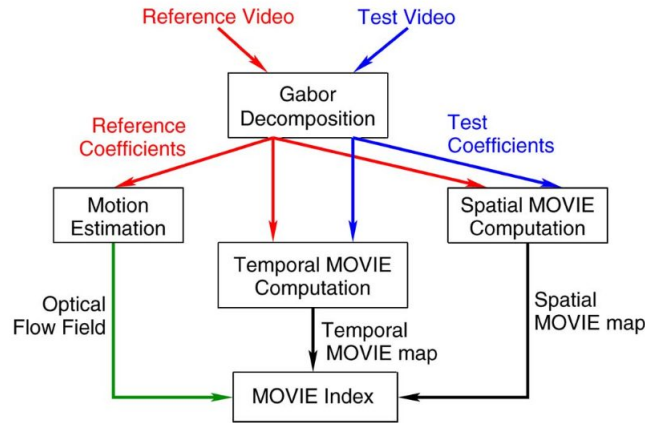 Reference Video
Test Video
Gabor
Decomposition
Reference
Coefficients
Test
Coefficients
Motion
Estimation
Spatial MOVIE
Computation
Temporal MOVIE
Computation
Optical
Flow Field
Temporal
MOVIE map
Spatial
MOVIE map
MOVIE Index